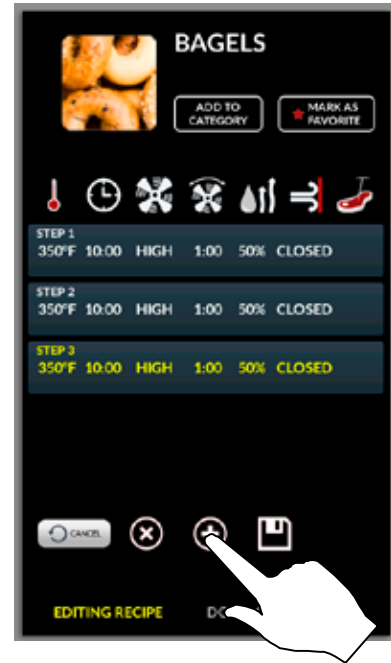 BAGELS
ADD TO
CATEGORY
MARK AS
FAVORITE
STEP 1
350°F 10:00 HIGH 1:00 50% CLOSED
STEP 2
350°F 10:00 HIGH 1:00 50% CLOSED
STEP 3
350°F 10:00 HIGH 1:00 50% CLOSED
CANCEL
EDITING RECIPE